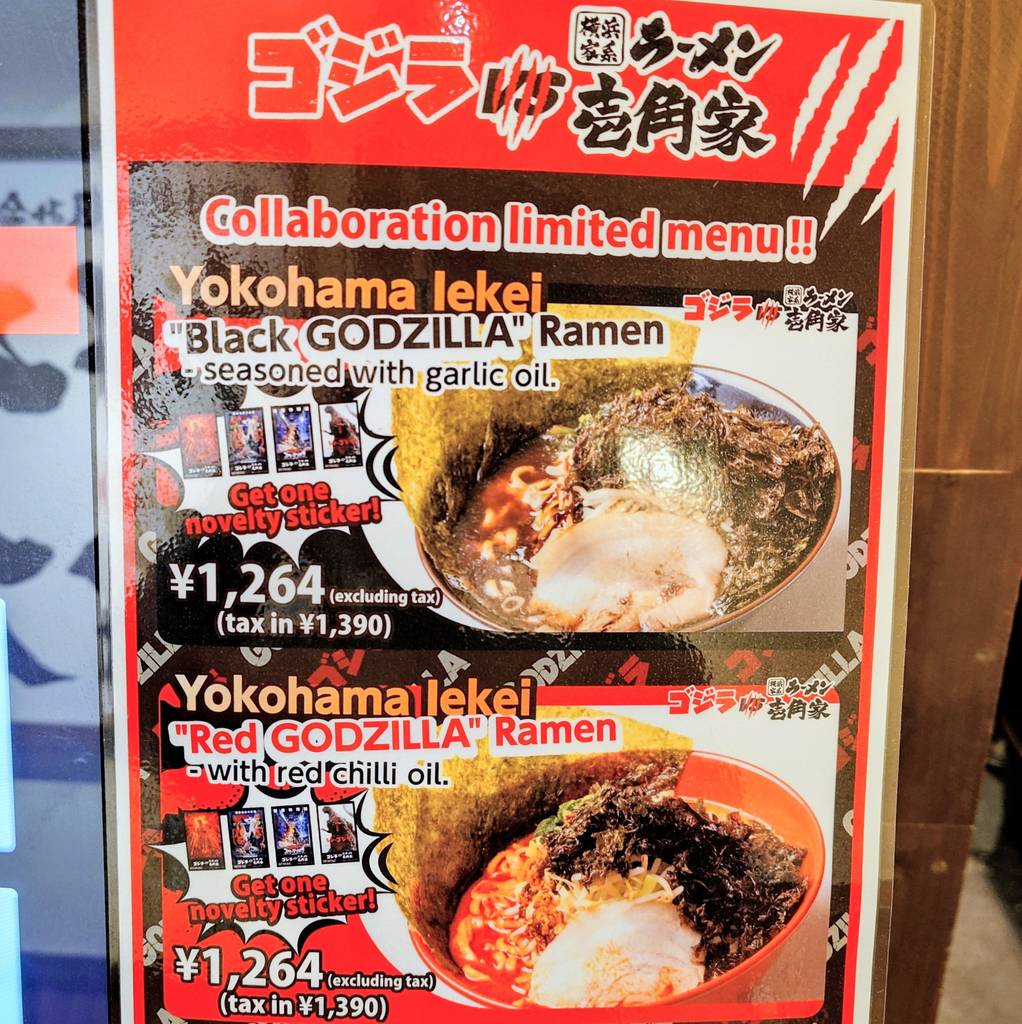 ゴジラ VS 横浜家系 ラーメン 壱角家
Collaboration limited menu !!
Yokohama Iekei
"Black GODZILLA" Ramen
- seasoned with garlic oil.
ゴジラ VS 横浜家系 ラーメン 壱角家
Get one
novelty sticker!
¥1,264 (excluding tax)
(tax in ¥1,390)
Yokohama Iekei
"Red GODZILLA" Ramen
- with red chilli oil.
ゴジラ VS 横浜家系 ラーメン 壱角家
Get one
novelty sticker!
¥1,264 (excluding tax)
(tax in ¥1,390)